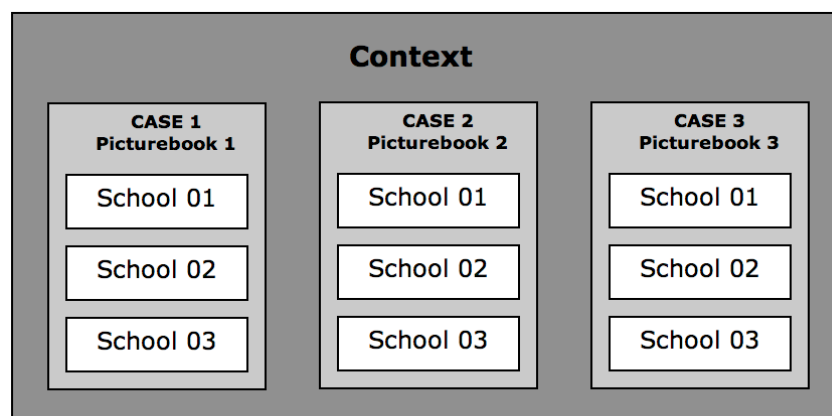 Context
CASE 1
Picturebook 1
School 01
School 02
School 03
CASE 2
Picturebook 2
School 01
School 02
School 03
CASE 3
Picturebook 3
School 01
School 02
School 03